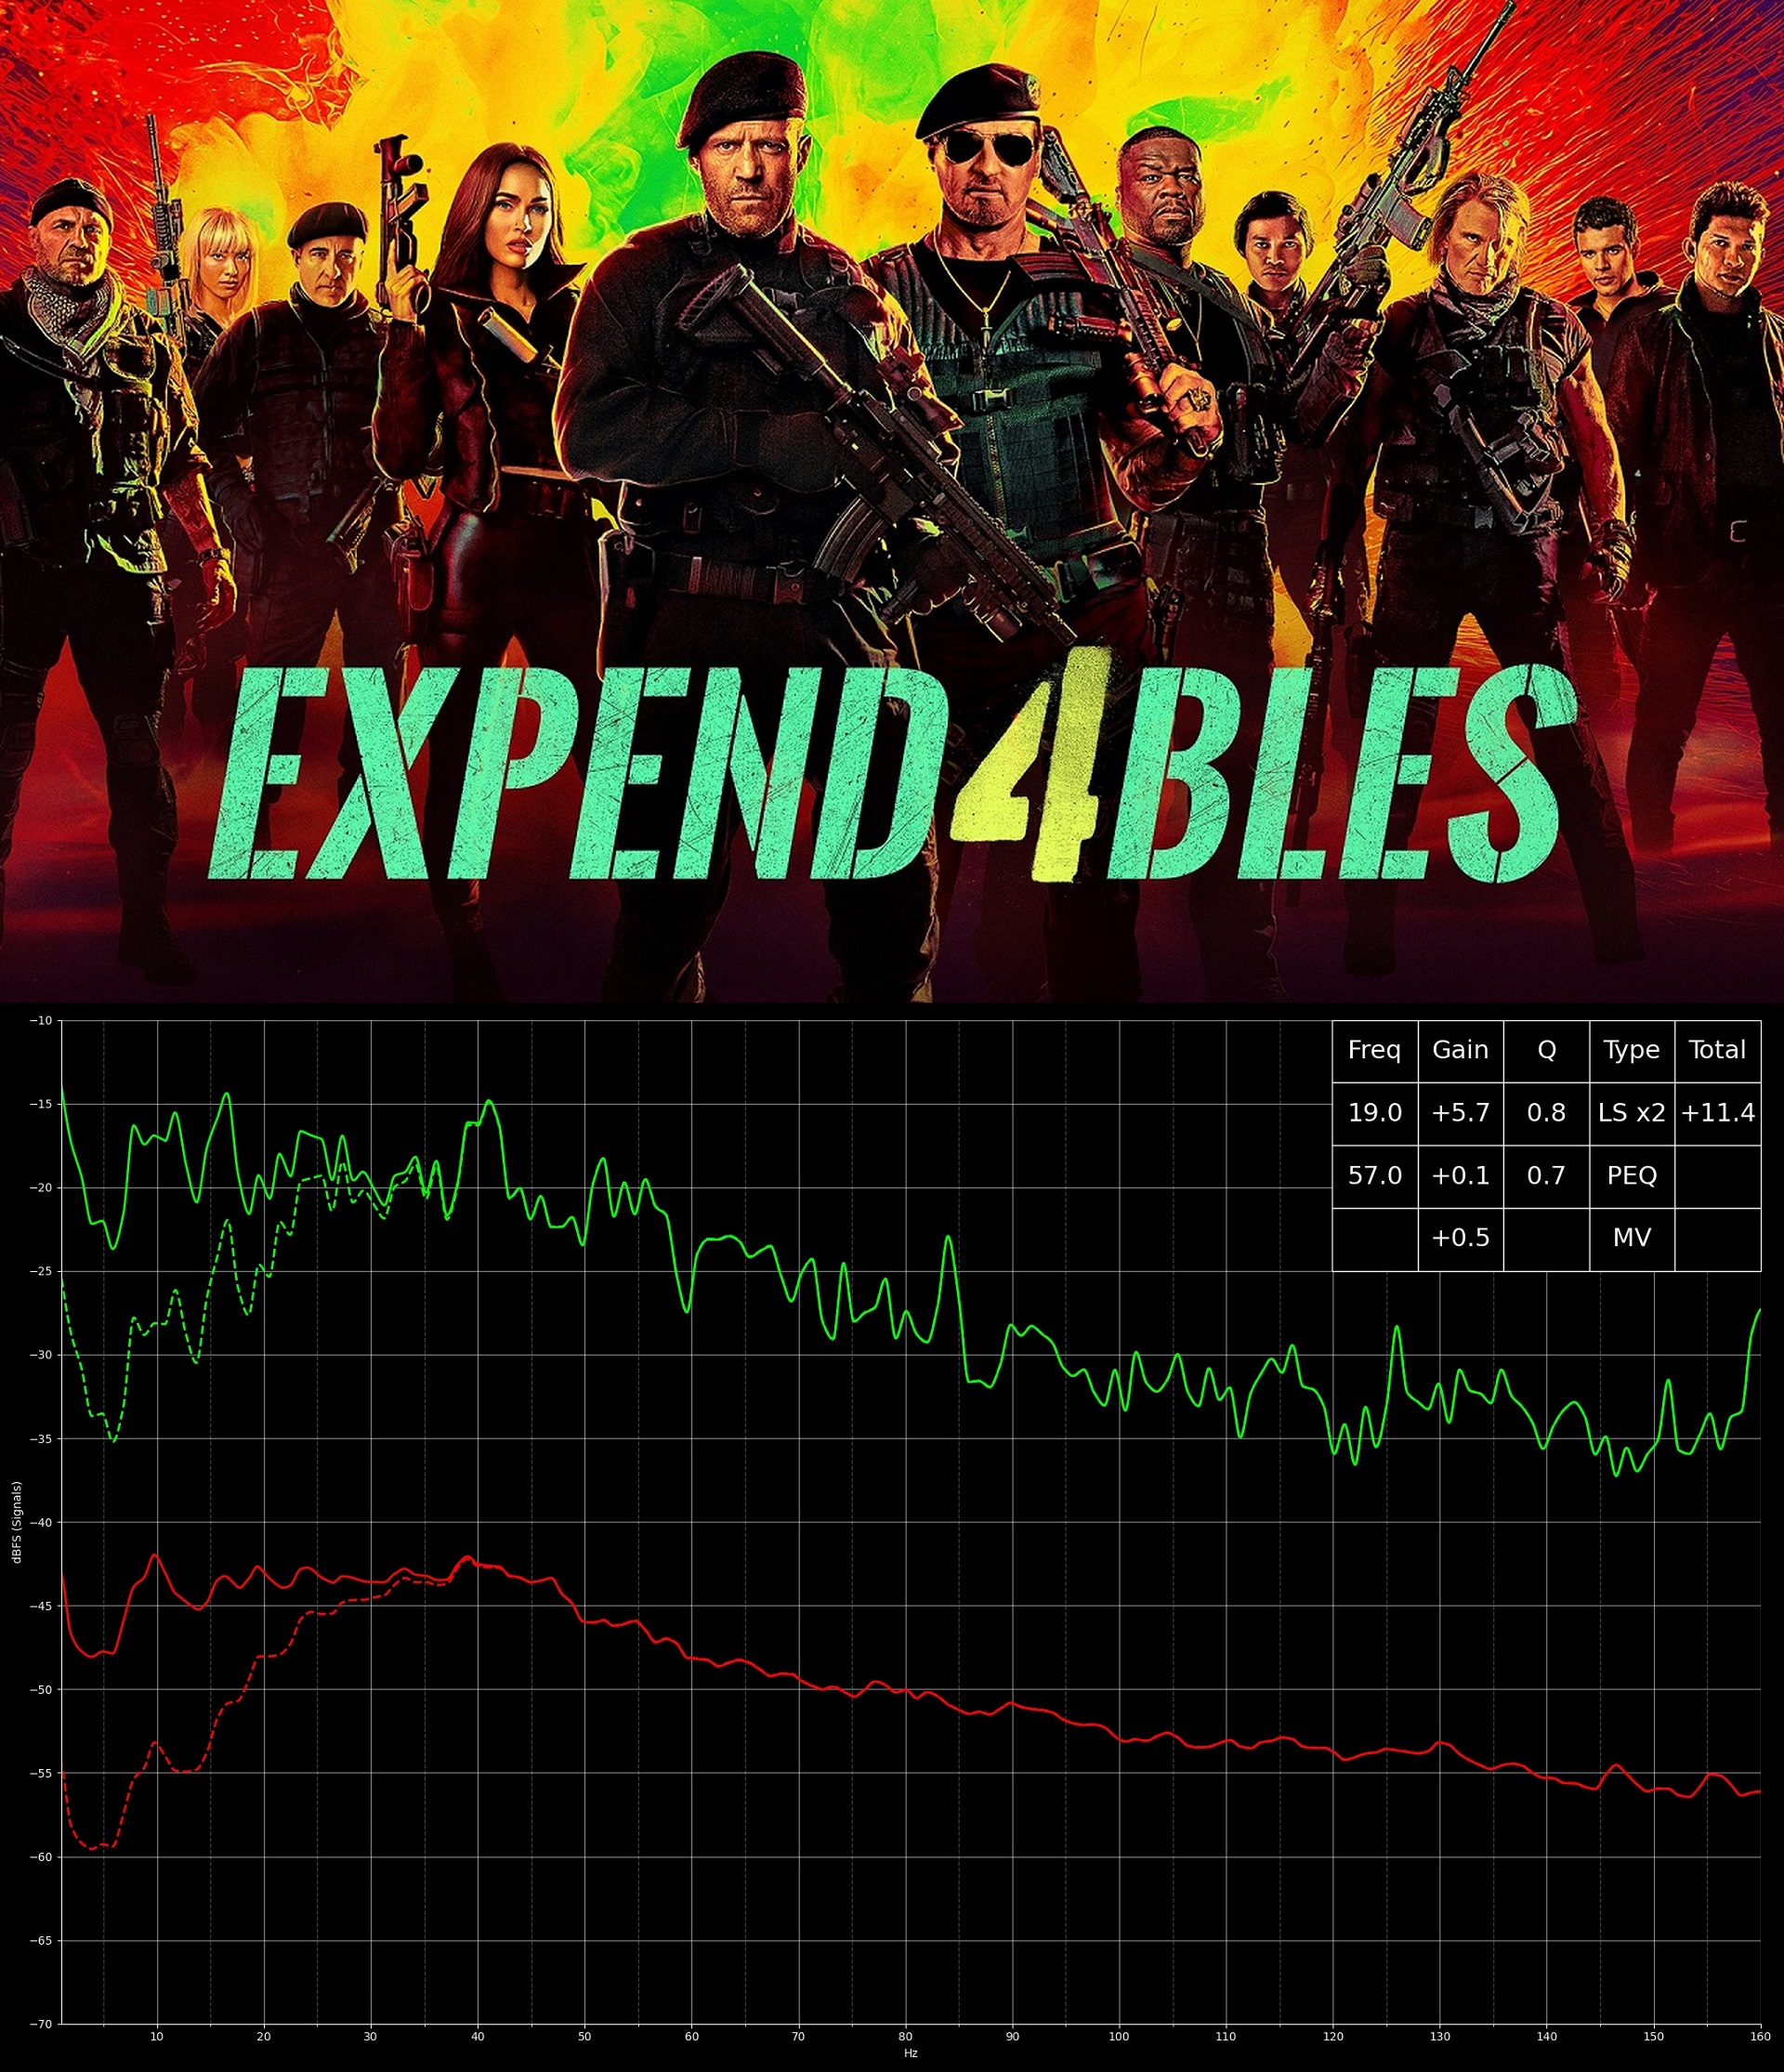 EXPEND4BLES
Freq Gain Q Type Total
19.0 +5.7 0.8 LS x2 +11.4
57.0 +0.1 0.7 PEQ
+0.5 MV
−10
−15
−20
−25
−30
−35
−40
−45
−50
−55
−60
−65
−70
dBFS (Signals)
10 20 30 40 50 60 70 80 90 100 110 120 130 140 150 160
Hz